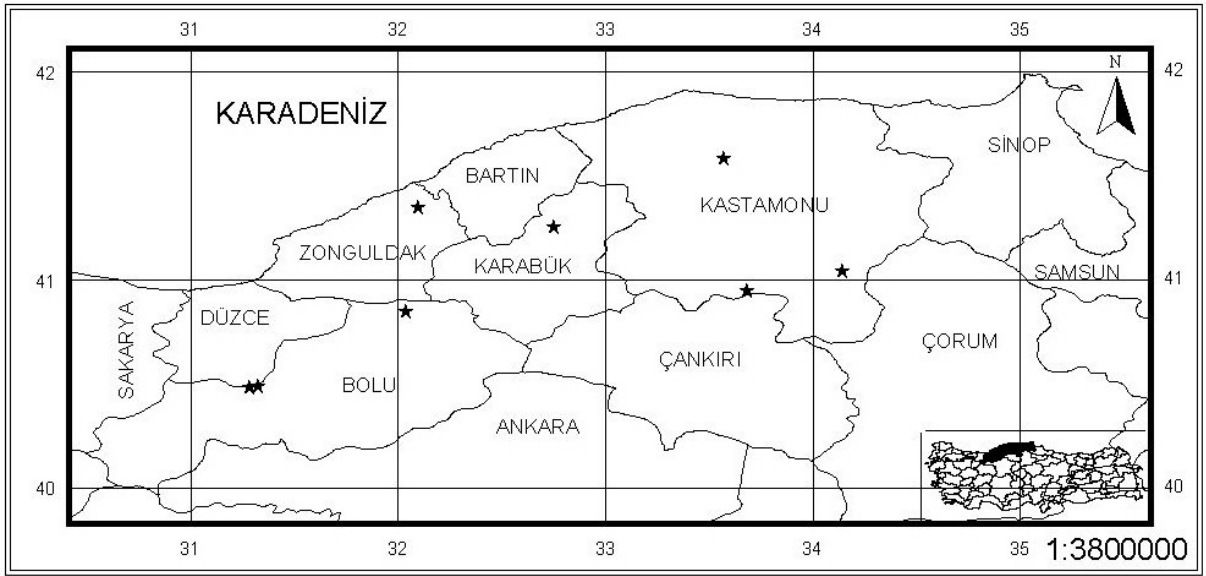 31 32 33 34 35
42 42
N
KARADENİZ
SİNOP
BARTIN
KASTAMONU
ZONGULDAK
KARABÜK
SAMSUN
41 41
SAKARYA
DÜZCE
ÇORUM
ÇANKIRI
BOLU
ANKARA
40 40
31 32 33 34 35
1:3800000